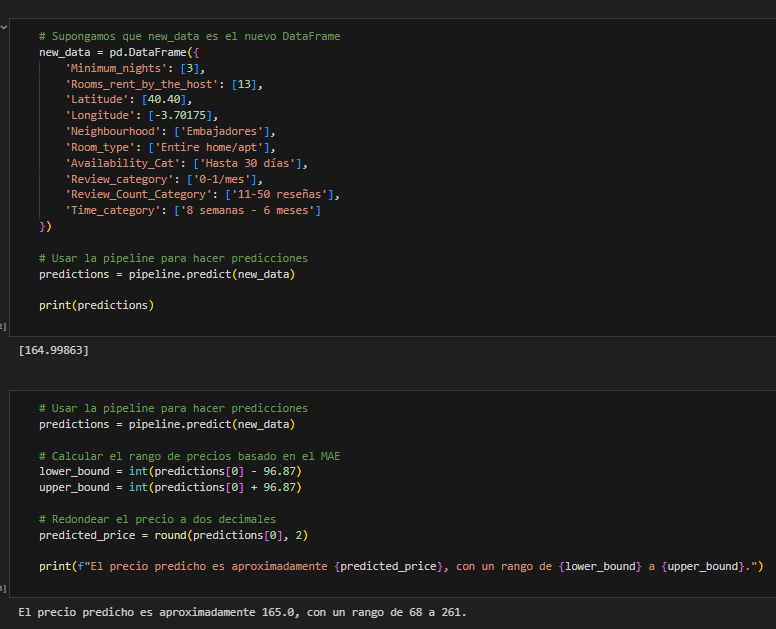 # Supongamos que new_data es el nuevo DataFrame
new_data = pd.DataFrame({
    'Minimum_nights': [3],
    'Rooms_rent_by_the_host': [13],
    'Latitude': [40.40],
    'Longitude': [-3.70175],
    'Neighbourhood': ['Embajadores'],
    'Room_type': ['Entire home/apt'],
    'Availability_Cat': ['Hasta 30 días'],
    'Review_category': ['0-1/mes'],
    'Review_Count_Category': ['11-50 reseñas'],
    'Time_category': ['8 semanas - 6 meses']
})
# Usar la pipeline para hacer predicciones
predictions = pipeline.predict(new_data)
print(predictions)
[164.99863]
# Usar la pipeline para hacer predicciones
predictions = pipeline.predict(new_data)
# Calcular el rango de precios basado en el MAE
lower_bound = int(predictions[0] - 96.87)
upper_bound = int(predictions[0] + 96.87)
# Redondear el precio a dos decimales
predicted_price = round(predictions[0], 2)
print(f"El precio predicho es aproximadamente {predicted_price}, con un rango de {lower_bound} a {upper_bound}.")
El precio predicho es aproximadamente 165.0, con un rango de 68 a 261.